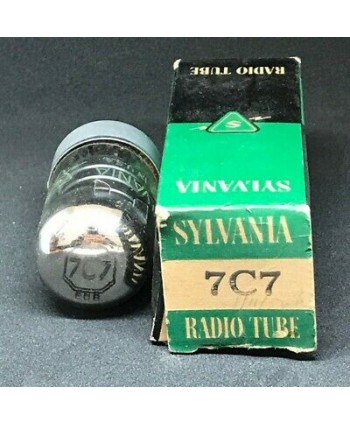 RADIO TUBE
S
SYLVANIA
SYLVANIA
7C7
RADIO TUBE
7C7